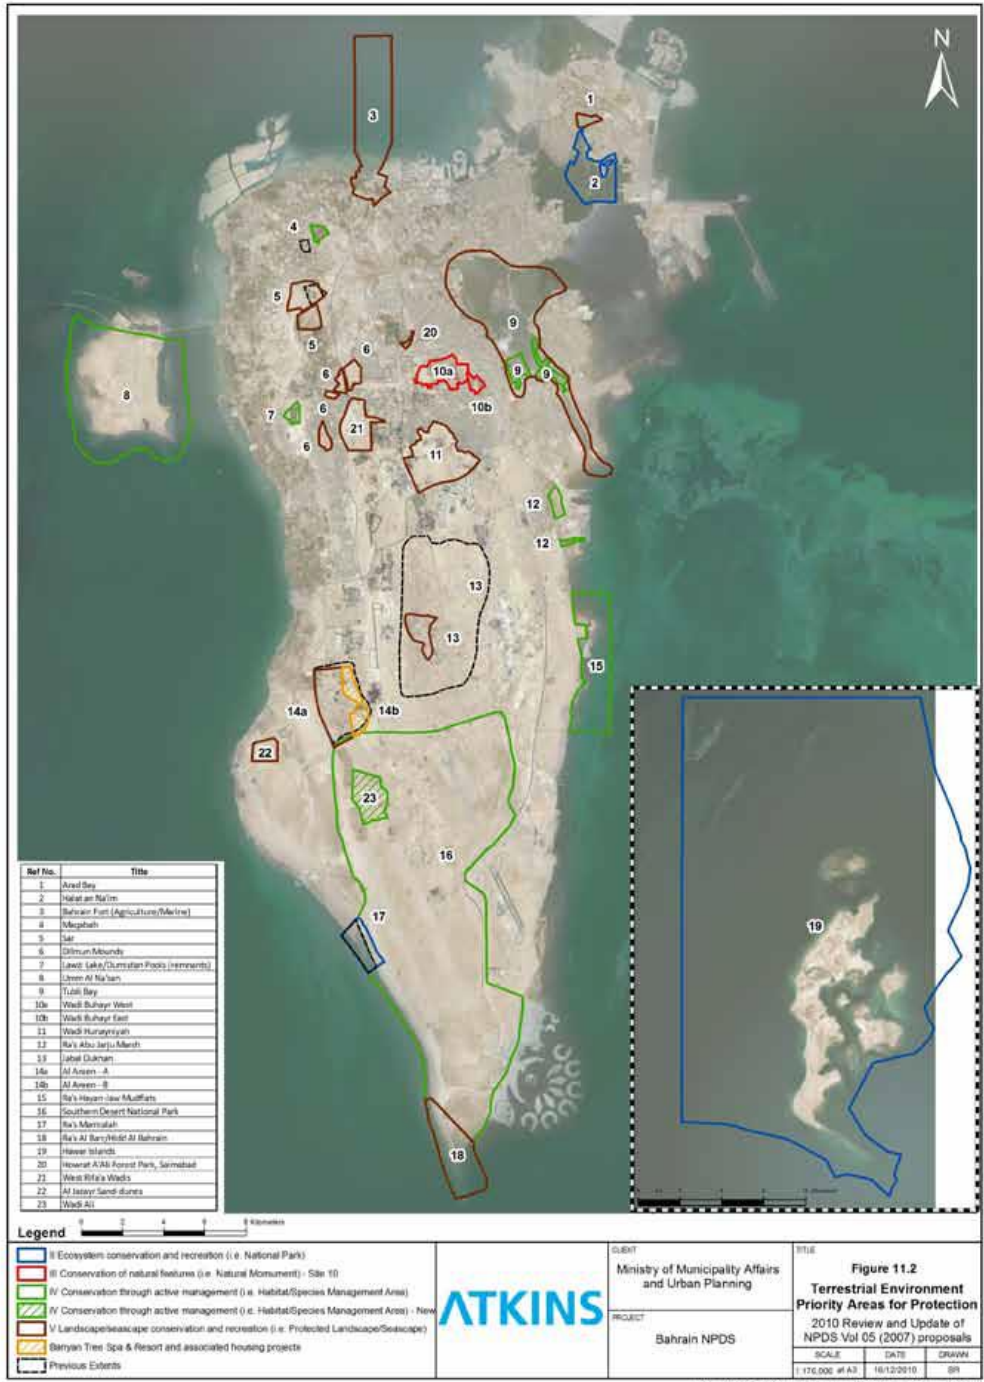 N
1
3
2
4
5
20
9
6
5
6
10a
9
9
8
6
10b
7
21
6
11
12
12
13
13
15
14a
14b
22
23
16
17
19
18
Ref No. Title
1 Arad Bay
2 Halat an Na'im
3 Bahrain Fort (Agriculture/Marine)
4 Maqabah
5 Sar
6 Dilmun Mounds
7 Lawzi Lake/Dumistan Pools (remnants)
8 Umm Al Na'san
9 Tubli Bay
10a Wadi Buhayr West
10b Wadi Buhayr East
11 Wadi Hunayniyah
12 Ra's Abu Jarju Marsh
13 Jabal Dukhan
14a Al Areen - A
14b Al Areen - B
15 Ra's Hayan-Jaw Mudflats
16 Southern Desert National Park
17 Ra's Mamtalah
18 Ra's Al Barr/Hidd Al Bahrain
19 Hawar Islands
20 Howrat A'Ali Forest Park, Salmabad
21 West Rifa'a Wadis
22 Al Jazayr Sand-dunes
23 Wadi Ali
0 2 4 6 8 Kilometers
Legend
II Ecosystem conservation and recreation (i.e. National Park)
III Conservation of natural features (i.e. Natural Momument) - Site 10
IV Conservation through active management (i.e. Habitat/Species Management Area)
IV Conservation through active management (i.e. Habitat/Species Management Area) - New
V Landscape/seascape conservation and recreation (i.e. Protected Landscape/Seascape)
Banyan Tree Spa & Resort and associated housing projects
Previous Extents
ATKINS
CLIENT
Ministry of Municipality Affairs
and Urban Planning
PROJECT
Bahrain NPDS
TITLE
Figure 11.2
Terrestrial Environment
Priority Areas for Protection
2010 Review and Update of
NPDS Vol 05 (2007) proposals
SCALE DATE DRAWN
1:176,000 at A3 16/12/2010 BR